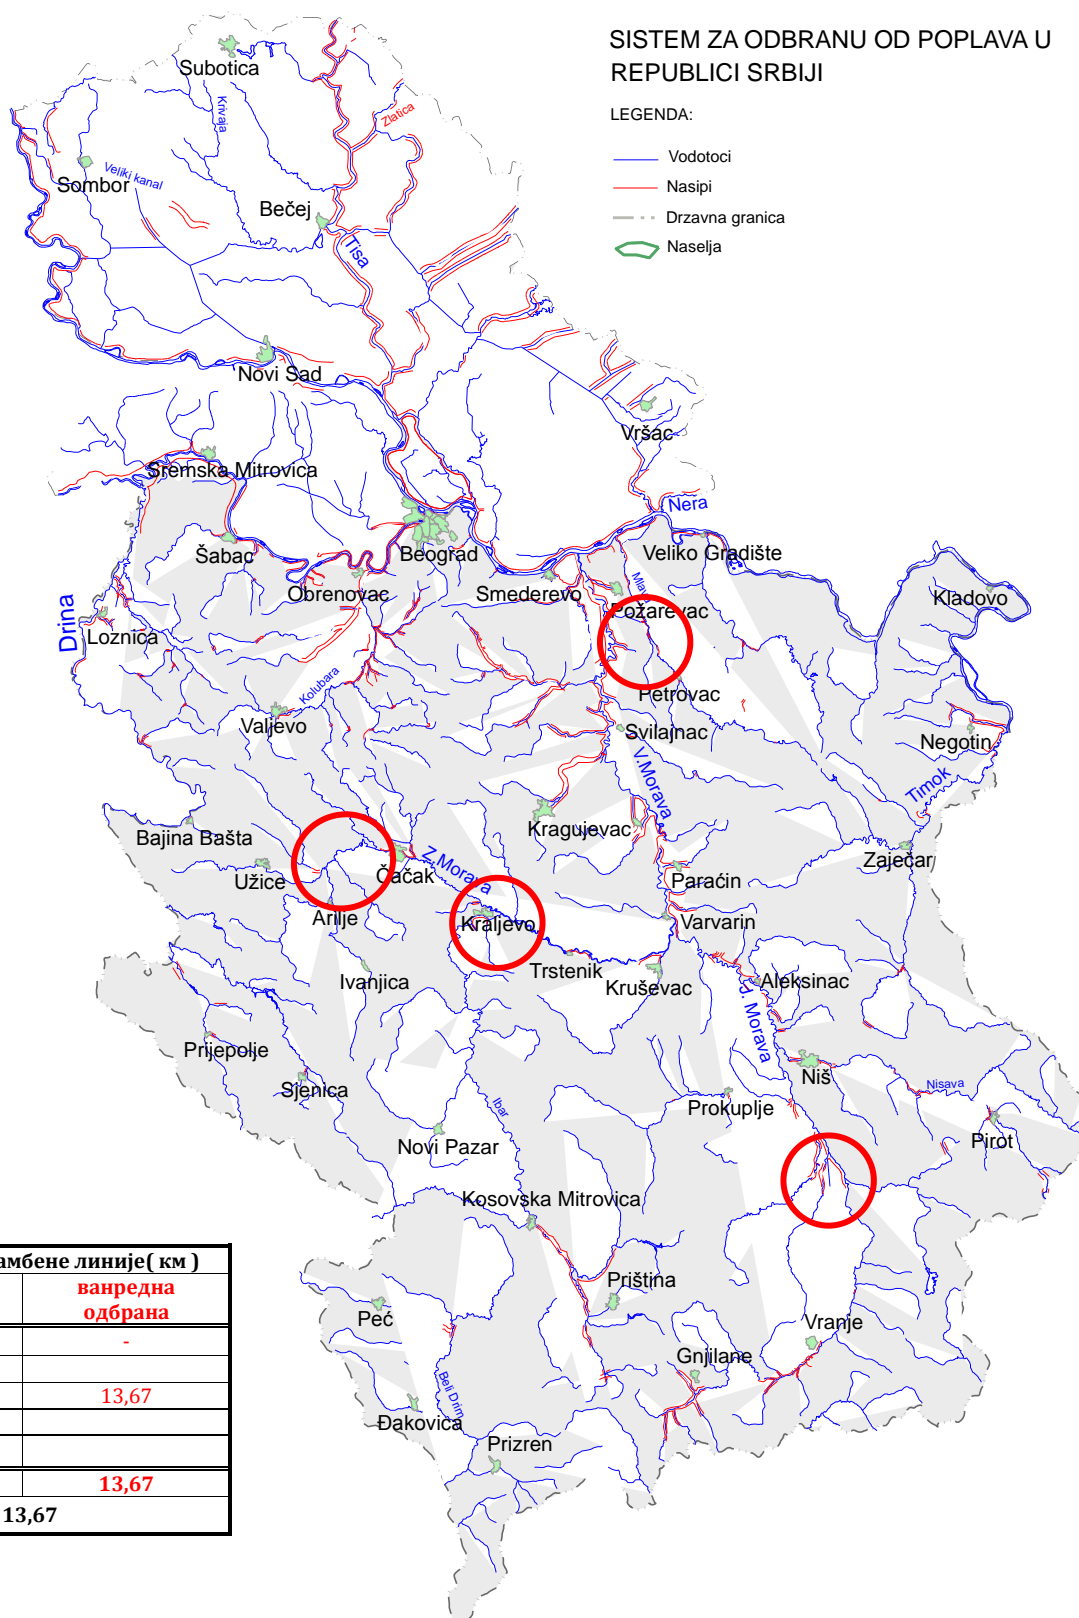 SISTEM ZA ODBRANU OD POPLAVA U
REPUBLICI SRBIJI
LEGENDA:
Vodotoci
Nasipi
Drzavna granica
Naselja
Subotica
Krivaja
Zlatica
Sombor
Veliki kanal
Bečej
Tisa
Novi Sad
Vršac
Sremska Mitrovica
Nera
Šabac
Beograd
Veliko Gradište
Obrenovac
Smederevo
Mlava
Požarevac
Kladovo
Drina
Loznica
Petrovac
Kolubara
Valjevo
Svilajnac
Negotin
V.Morava
Timok
Bajina Bašta
Kragujevac
Zaječar
Užice
Čačak
Z.Morava
Paraćin
Arilje
Kraljevo
Varvarin
Ivanjica
Trstenik
Kruševac
Aleksinac
J. Morava
Prijepolje
Sjenica
Niš
Nisava
Ibar
Prokuplje
Novi Pazar
Pirot
Kosovska Mitrovica
Priština
Peć
Vranje
Gnjilane
Beli Drim
Đakovica
Prizren
амбене линије( км )
ванредна
одбрана
-
13,67
13,67
13,67